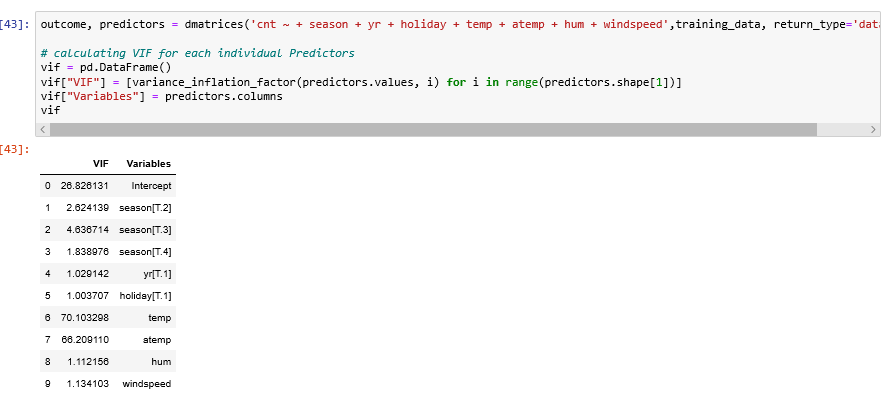 [43]: outcome, predictors = dmatrices('cnt ~ + season + yr + holiday + temp + atemp + hum + windspeed',training_data, return_type='dat
# calculating VIF for each individual Predictors
vif = pd.DataFrame()
vif["VIF"] = [variance_inflation_factor(predictors.values, i) for i in range(predictors.shape[1])]
vif["Variables"] = predictors.columns
vif
[43]:
VIF Variables
0 26.826131 Intercept
1 2.624139 season[T.2]
2 4.636714 season[T.3]
3 1.838976 season[T.4]
4 1.029142 yr[T.1]
5 1.003707 holiday[T.1]
6 70.103298 temp
7 66.209110 atemp
8 1.112156 hum
9 1.134103 windspeed